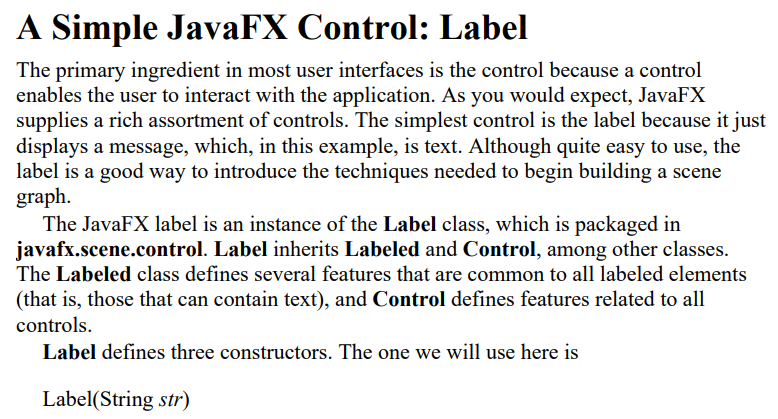 A Simple JavaFX Control: Label
The primary ingredient in most user interfaces is the control because a control
enables the user to interact with the application. As you would expect, JavaFX
supplies a rich assortment of controls. The simplest control is the label because it just
displays a message, which, in this example, is text. Although quite easy to use, the
label is a good way to introduce the techniques needed to begin building a scene
graph.
The JavaFX label is an instance of the Label class, which is packaged in
javafx.scene.control. Label inherits Labeled and Control, among other classes.
The Labeled class defines several features that are common to all labeled elements
(that is, those that can contain text), and Control defines features related to all
controls.
Label defines three constructors. The one we will use here is
Label(String str)